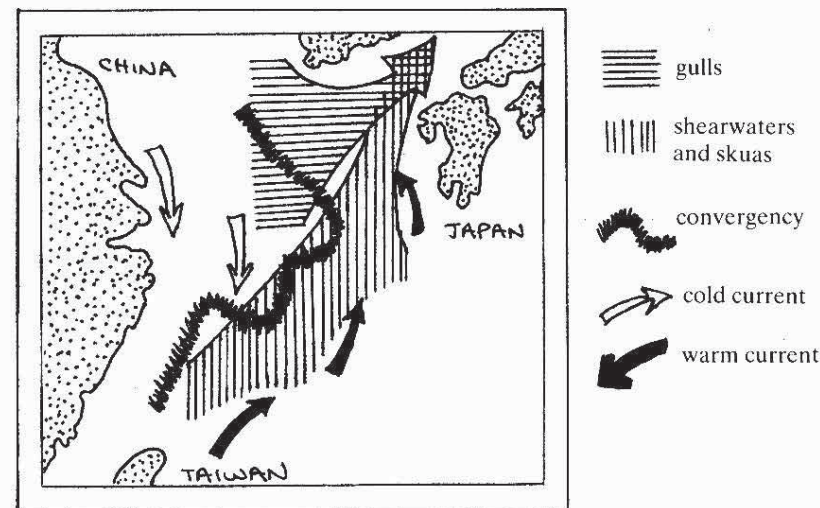 CHINA
JAPAN
TAIWAN
gulls
shearwaters
and skuas
convergency
cold current
warm current